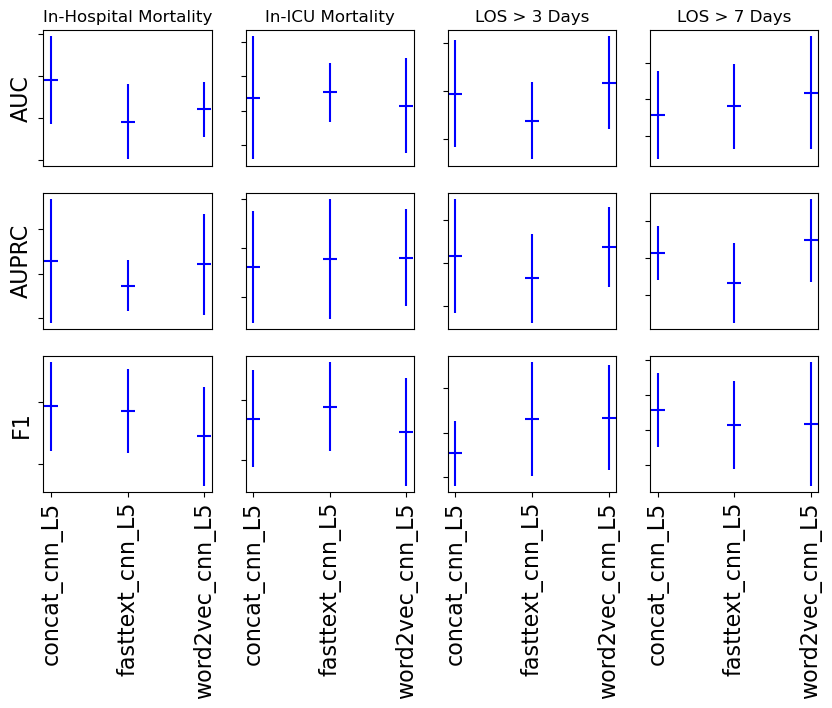 In-Hospital Mortality
In-ICU Mortality
LOS > 3 Days
LOS > 7 Days
AUC
AUPRC
F1
concat_cnn_L5
fasttext_cnn_L5
word2vec_cnn_L5
concat_cnn_L5
fasttext_cnn_L5
word2vec_cnn_L5
concat_cnn_L5
fasttext_cnn_L5
word2vec_cnn_L5
concat_cnn_L5
fasttext_cnn_L5
word2vec_cnn_L5